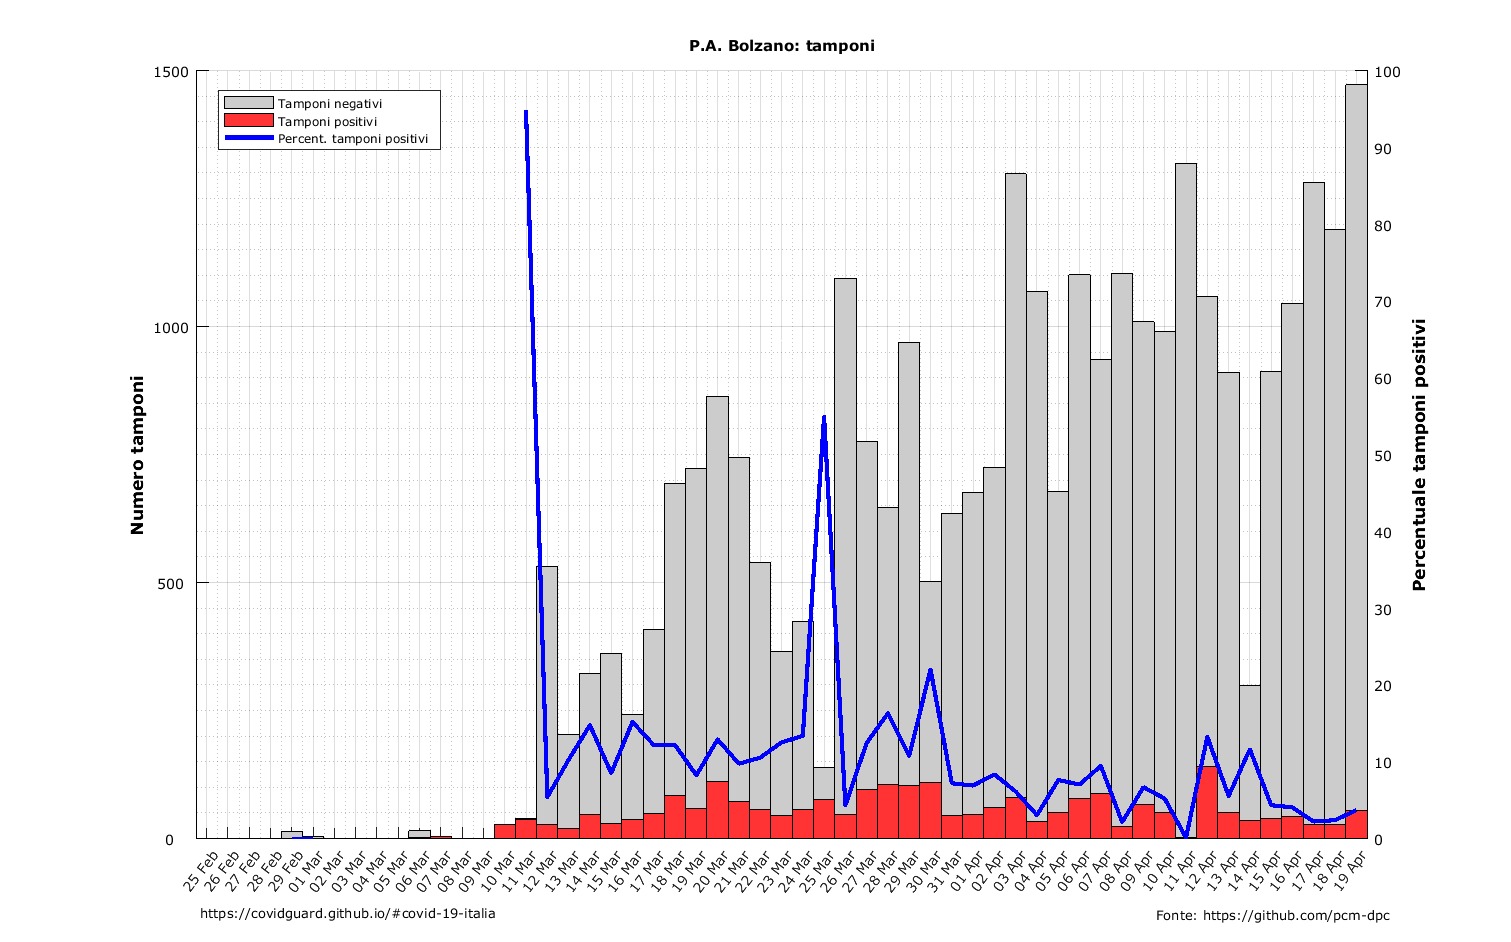 P.A. Bolzano: tamponi
1500
1000
500
0
Numero tamponi
Tamponi negativi
Tamponi positivi
Percent. tamponi positivi
100
90
80
70
60
50
40
30
20
10
0
Percentuale tamponi positivi
25 Feb
26 Feb
27 Feb
28 Feb
29 Feb
01 Mar
02 Mar
03 Mar
04 Mar
05 Mar
06 Mar
07 Mar
08 Mar
09 Mar
10 Mar
11 Mar
12 Mar
13 Mar
14 Mar
15 Mar
16 Mar
17 Mar
18 Mar
19 Mar
20 Mar
21 Mar
22 Mar
23 Mar
24 Mar
25 Mar
26 Mar
27 Mar
28 Mar
29 Mar
30 Mar
31 Mar
01 Apr
02 Apr
03 Apr
04 Apr
05 Apr
06 Apr
07 Apr
08 Apr
09 Apr
10 Apr
11 Apr
12 Apr
13 Apr
14 Apr
15 Apr
16 Apr
17 Apr
18 Apr
19 Apr
https://covidguard.github.io/#covid-19-italia
Fonte: https://github.com/pcm-dpc